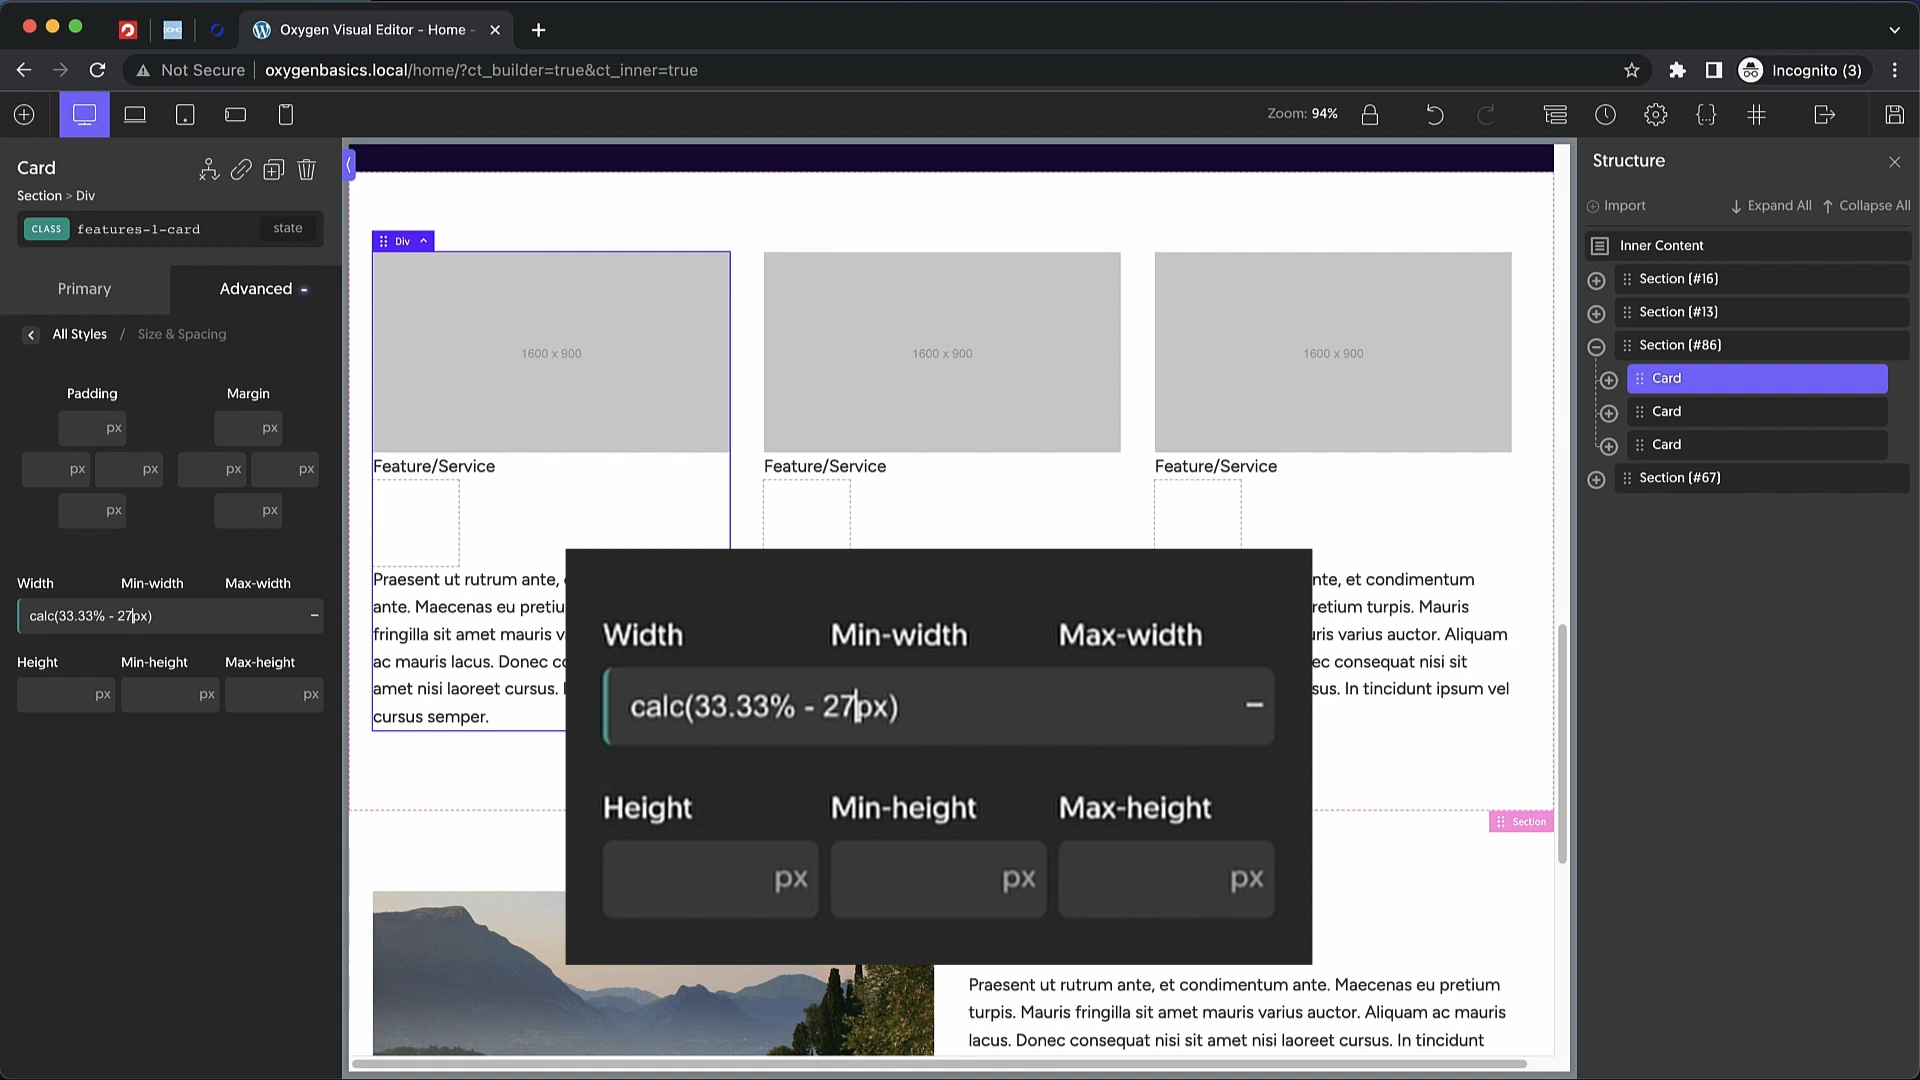 Oxygen Visual Editor - Home -
Not Secure
oxygenbasics.local/home/?ct_builder=true&ct_inner=true
Incognito (3)
Zoom: 94%
Card
Section > Div
CLASS features-1-card state
Primary
Advanced
All Styles / Size & Spacing
Padding
Margin
px
px
px
px
px
px
px
px
Width
Min-width
Max-width
calc(33.33% - 27px)
Height
Min-height
Max-height
px
px
px
Div
1600 x 900
1600 x 900
1600 x 900
Feature/Service
Feature/Service
Feature/Service
Praesent ut rutrum ante,
ante. Maecenas eu pretiu
fringilla sit amet mauris v
ac mauris lacus. Donec co
amet nisi laoreet cursus.
cursus semper.
nte, et condimentum
retium turpis. Mauris
uris varius auctor. Aliquam
ec consequat nisi sit
sus. In tincidunt ipsum vel
Width
Min-width
Max-width
calc(33.33% - 27px)
Height
Min-height
Max-height
px
px
px
Section
Praesent ut rutrum ante, et condimentum ante. Maecenas eu pretium
turpis. Mauris fringilla sit amet mauris varius auctor. Aliquam ac mauris
lacus. Donec consequat nisi sit amet nisi laoreet cursus. In tincidunt
Structure
Import
Expand All
Collapse All
Inner Content
Section (#16)
Section (#13)
Section (#86)
Card
Card
Card
Section (#67)